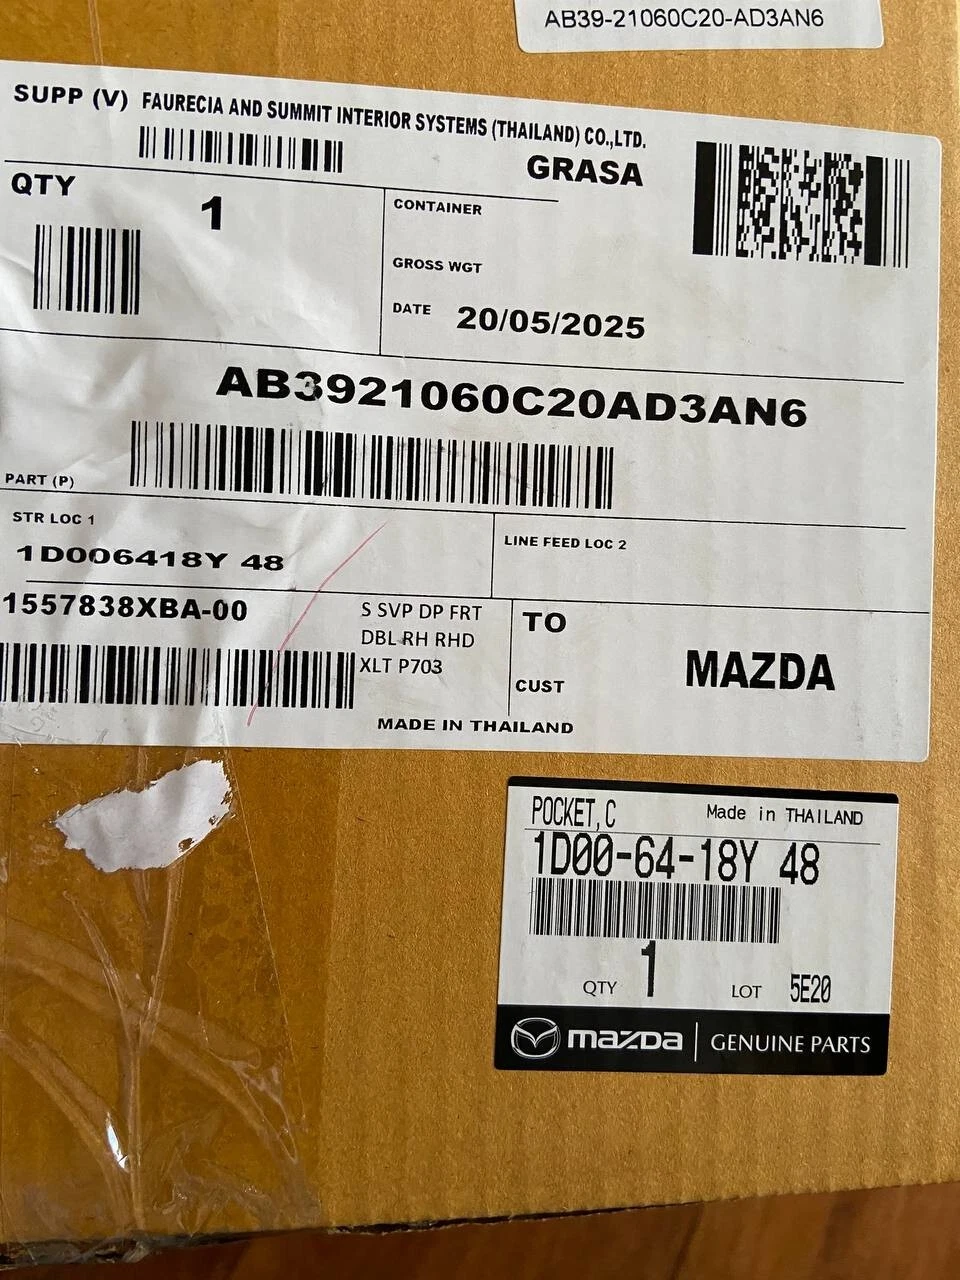 AB39-21060C20-AD3AN6
SUPP (V) FAURECIA AND SUMMIT INTERIOR SYSTEMS (THAILAND) CO.,LTD.
GRASA
QTY 1
CONTAINER
GROSS WGT
DATE 20/05/2025
AB3921060C20AD3AN6
PART (P)
STR LOC 1
1D006418Y 48
LINE FEED LOC 2
1557838XBA-00
S SVP DP FRT
DBL RH RHD
XLT P703
TO
MAZDA
CUST
MADE IN THAILAND
POCKET,C Made in THAILAND
1D00-64-18Y 48
QTY 1 LOT 5E20
mazda GENUINE PARTS